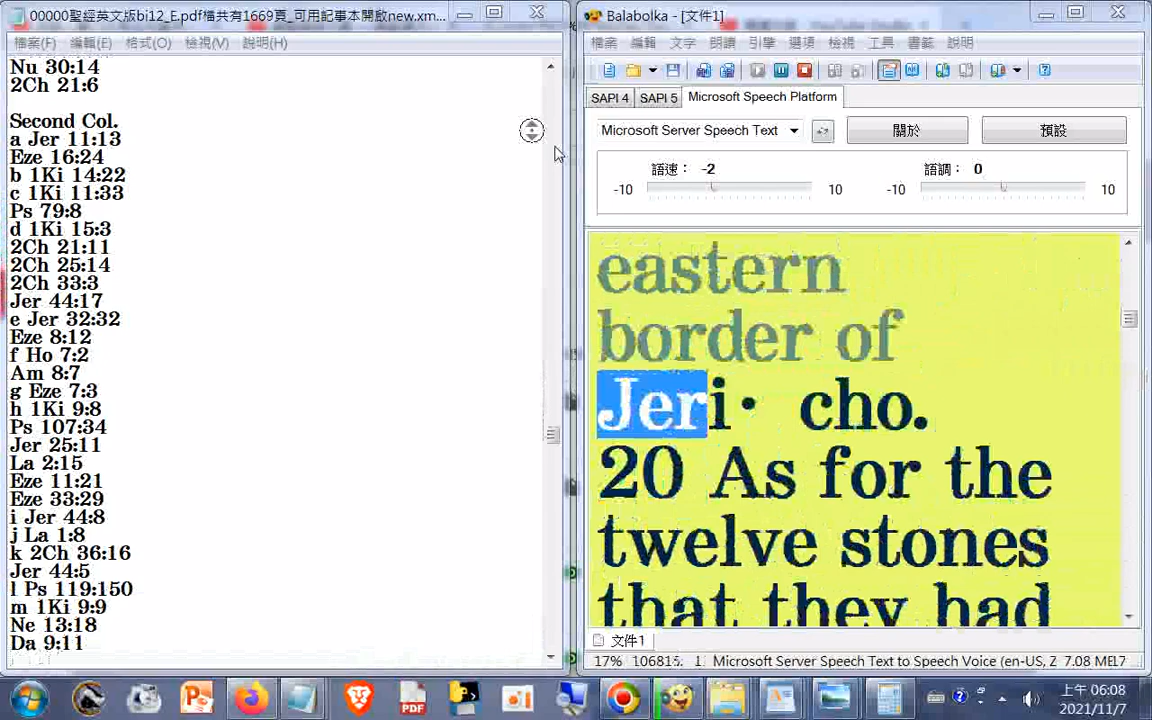 00000聖經英文版bi12_E.pdf檔共有1669頁_可用記事本開啟new.xm...
檔案(F) 編輯(E) 格式(O) 檢視(V) 說明(H)
Nu 30:14
2Ch 21:6
Second Col.
a Jer 11:13
Eze 16:24
b 1Ki 14:22
c 1Ki 11:33
Ps 79:8
d 1Ki 15:3
2Ch 21:11
2Ch 25:14
2Ch 33:3
Jer 44:17
e Jer 32:32
Eze 8:12
f Ho 7:2
Am 8:7
g Eze 7:3
h 1Ki 9:8
Ps 107:34
Jer 25:11
La 2:15
Eze 11:21
Eze 33:29
i Jer 44:8
j La 1:8
k 2Ch 36:16
Jer 44:5
l Ps 119:150
m 1Ki 9:9
Ne 13:18
Da 9:11
Balabolka - [文件1]
檔案 編輯 文字 朗讀 引擎 選項 檢視 工具 書籤 說明
SAPI 4 SAPI 5 Microsoft Speech Platform
Microsoft Server Speech Text 關於 預設
語速： -2 語調： 0
-10 10 -10 10
eastern
border of
Jeri· cho.
20 As for the
twelve stones
that they had
文件1
17% 106815. 1 Microsoft Server Speech Text to Speech Voice (en-US, Z 7.08 ME
上午 06:08
2021/11/7